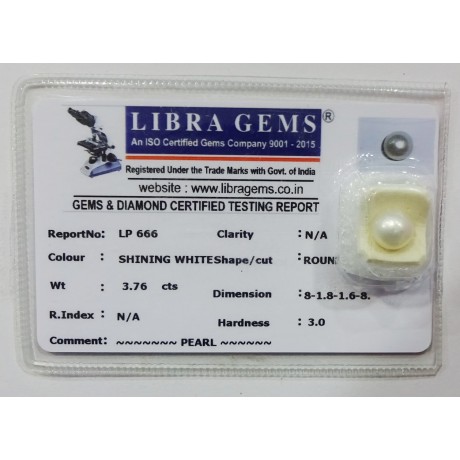 LIBRA GEMS ®
An ISO Certified Gems Company 9001 - 2015
Registered Under the Trade Marks with Govt. of India
website : www.libragems.co.in
GEMS & DIAMOND CERTIFIED TESTING REPORT
ReportNo: LP 666 Clarity : N/A
Colour : SHINING WHITE Shape/cut : ROUN
Wt : 3.76 cts Dimension : 8-1.8-1.6-8.
R.Index : N/A Hardness : 3.0
Comment: ~~~~~~~ PEARL ~~~~~~